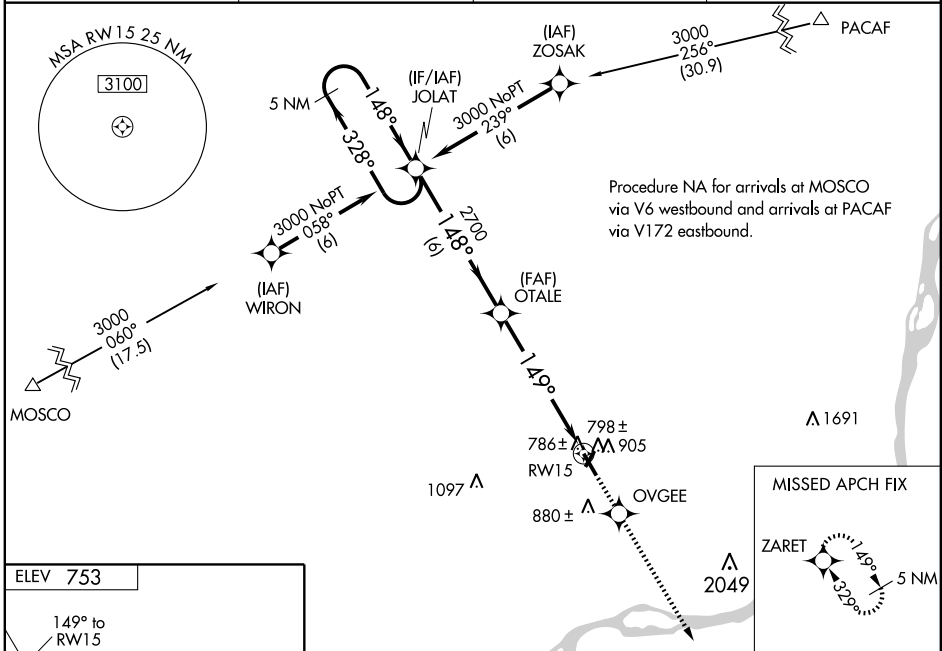 MSA RW15 25 NM
3100
(IAF)
ZOSAK
3000
256°
(30.9)
PACAF
(IF/IAF)
JOLAT
5 NM
148°
328°
3000 NoPT
239°
(6)
Procedure NA for arrivals at MOSCO
via V6 westbound and arrivals at PACAF
via V172 eastbound.
3000 NoPT
058°
(6)
2700
148°
(6)
(IAF)
WIRON
(FAF)
OTALE
3000
060°
(17.5)
MOSCO
149°
798 ±
786 ±
905
RW15
1691
1097
880 ±
OVGEE
2049
MISSED APCH FIX
ZARET
149°
329°
5 NM
ELEV 753
149° to
RW15